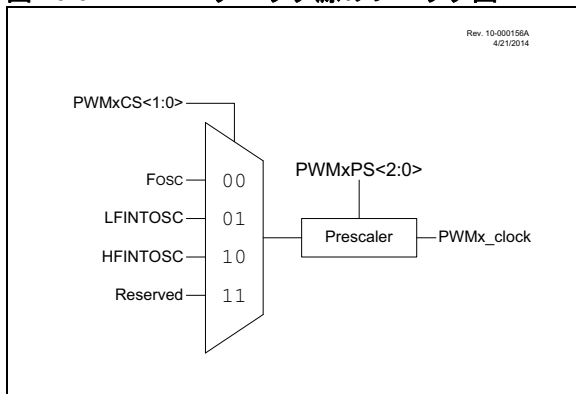 Rev. 10-000156A
4/21/2014
PWMxCS<1:0>
PWMxPS<2:0>
FOSC 00
LFINTOSC 01
HFINTOSC 10
Reserved 11
Prescaler
PWMx_clock